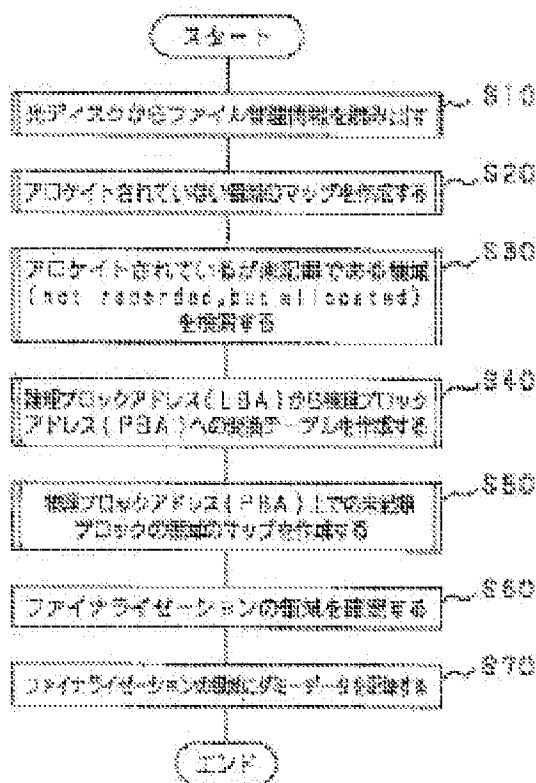 スタート
S10
光ディスクからファイル管理情報を読み出す
S20
アロケイトされていない領域のマップを作成する
S30
アロケイトされているが未記録である領域
(not recorded,but allocated)
を検索する
S40
論理ブロックアドレス(LBA)から物理ブロック
アドレス(PBA)への変換テーブルを作成する
S50
物理ブロックアドレス(PBA)上での未記録
ブロックの領域のマップを作成する
S60
ファイナライゼーションの領域を確認する
S70
ファイナライゼーションの領域にダミーデータを記録する
エンド